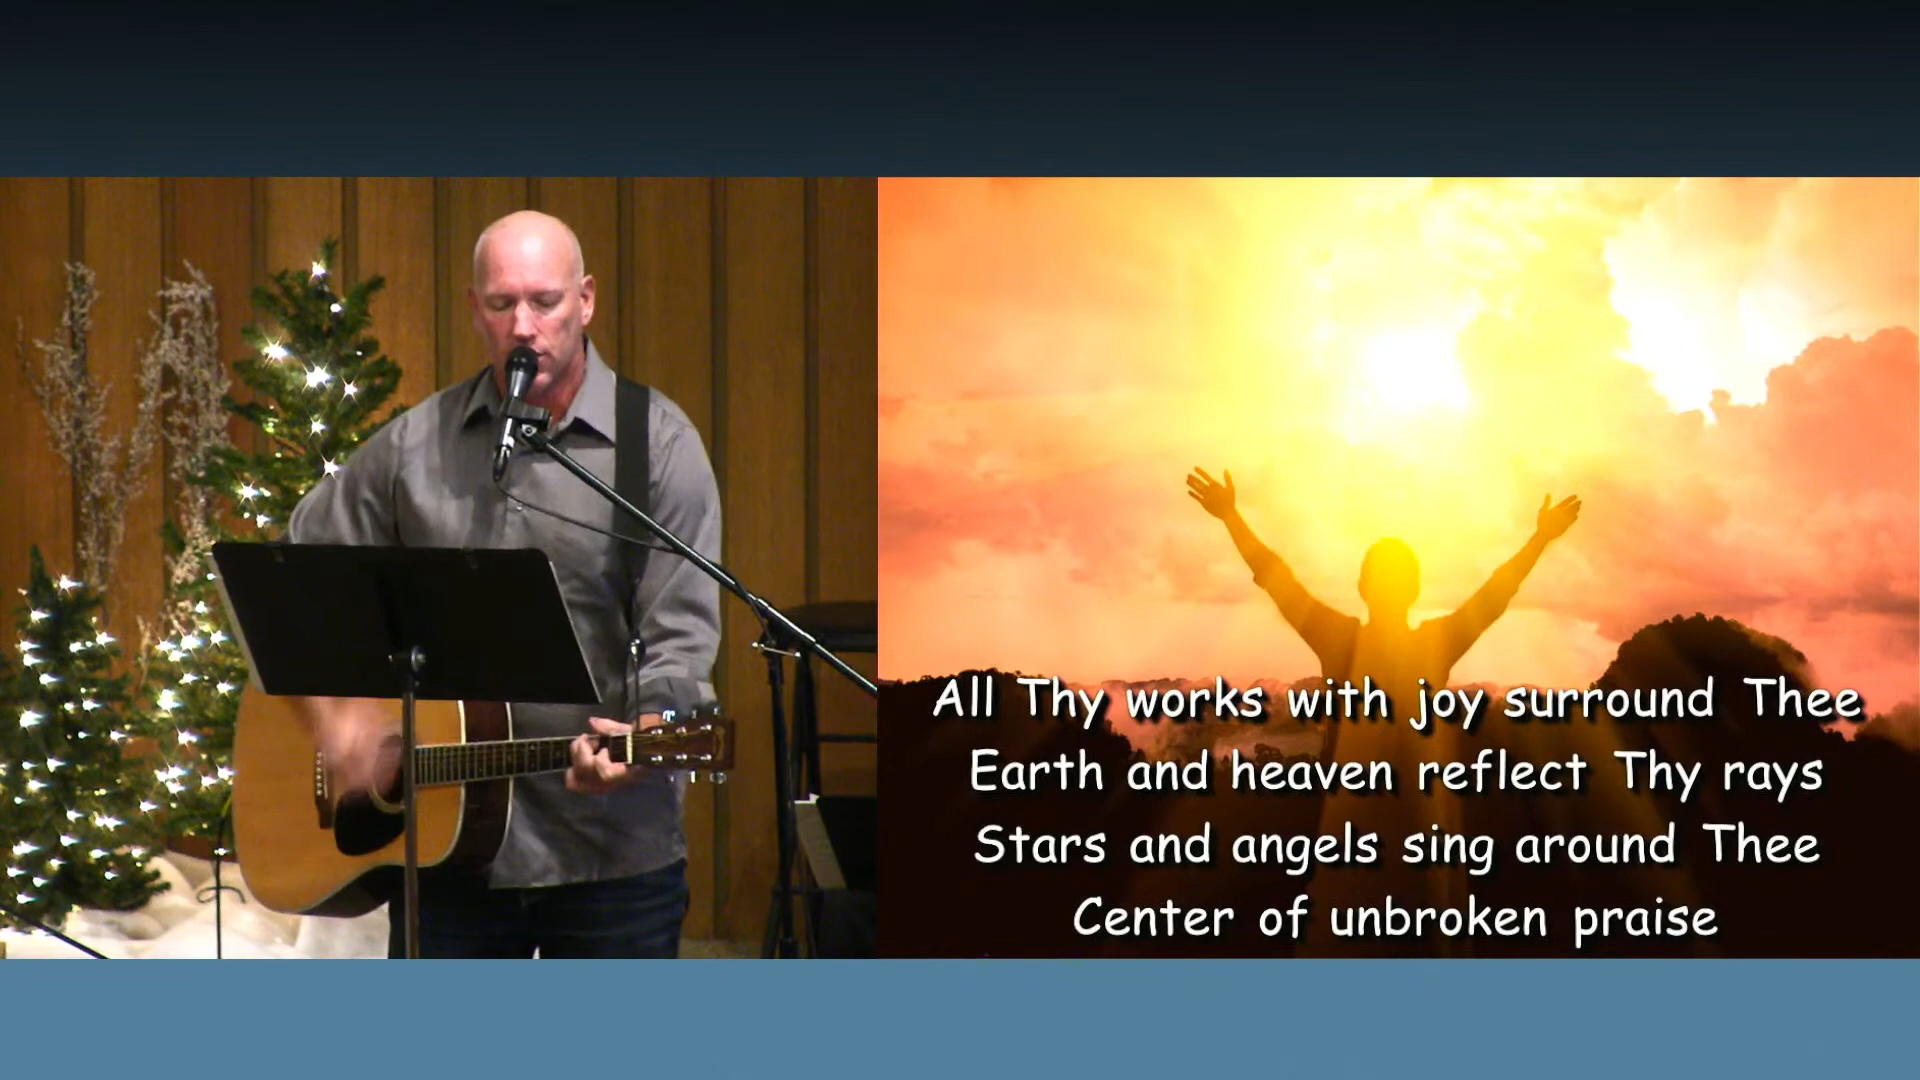 All Thy works with joy surround Thee
Earth and heaven reflect Thy rays
Stars and angels sing around Thee
Center of unbroken praise